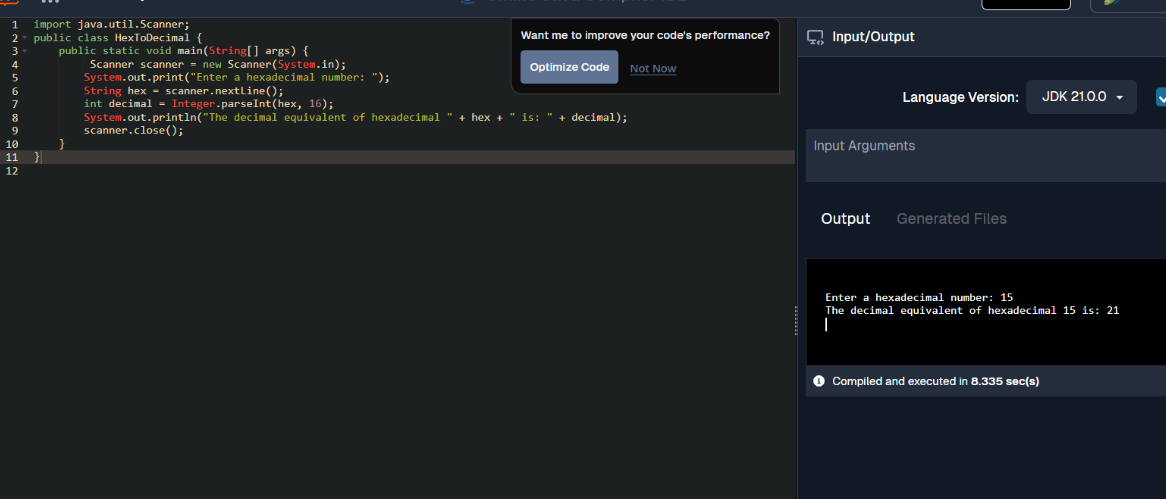 1 import java.util.Scanner;
2 public class HexToDecimal {
3 public static void main(String[] args) {
4 Scanner scanner = new Scanner(System.in);
5 System.out.print("Enter a hexadecimal number: ");
6 String hex = scanner.nextLine();
7 int decimal = Integer.parseInt(hex, 16);
8 System.out.println("The decimal equivalent of hexadecimal " + hex + " is: " + decimal);
9 scanner.close();
10 }
11 }
12
Want me to improve your code's performance?
Optimize Code Not Now
Input/Output
Language Version: JDK 21.0.0
Input Arguments
Output Generated Files
Enter a hexadecimal number: 15
The decimal equivalent of hexadecimal 15 is: 21
Compiled and executed in 8.335 sec(s)